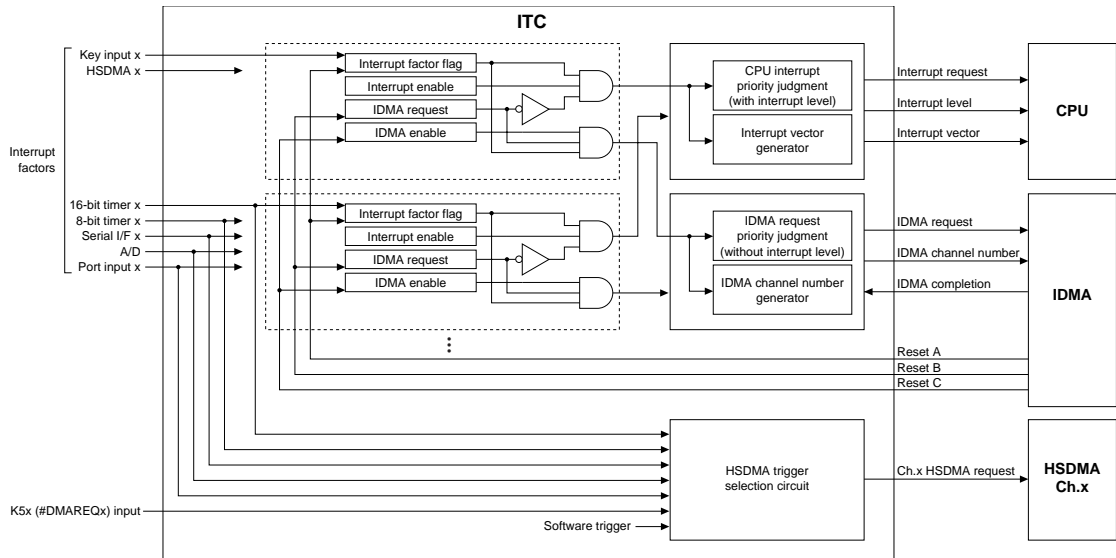 ITC
Key input x
HSDMA x
Interrupt factors
16-bit timer x
8-bit timer x
Serial I/F x
A/D
Port input x
Interrupt factor flag
Interrupt enable
IDMA request
IDMA enable
CPU interrupt
priority judgment
(with interrupt level)
Interrupt vector
generator
Interrupt request
Interrupt level
Interrupt vector
CPU
Interrupt factor flag
Interrupt enable
IDMA request
IDMA enable
IDMA request
priority judgment
(without interrupt level)
IDMA channel number
generator
IDMA request
IDMA channel number
IDMA completion
IDMA
Reset A
Reset B
Reset C
HSDMA trigger
selection circuit
Ch.x HSDMA request
HSDMA
Ch.x
K5x (#DMAREQx) input
Software trigger